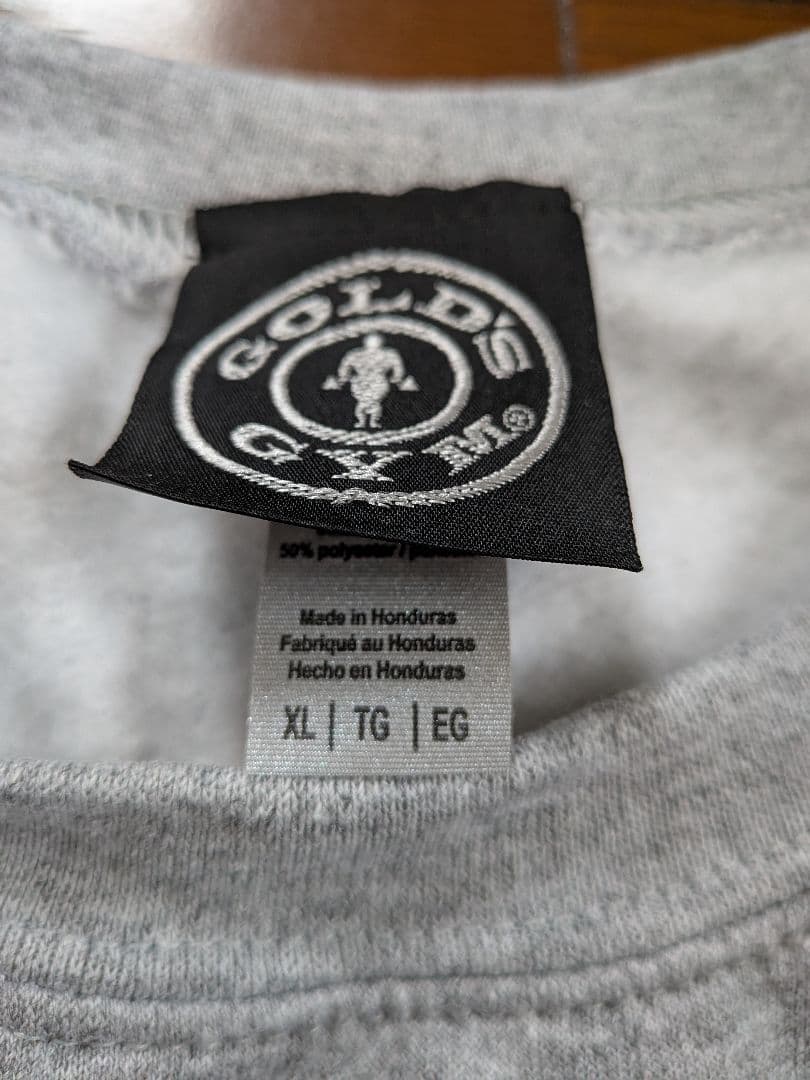 GOLD'S
GYM®
50% polyester /
Made in Honduras
Fabriqué au Honduras
Hecho en Honduras
XL | TG | EG